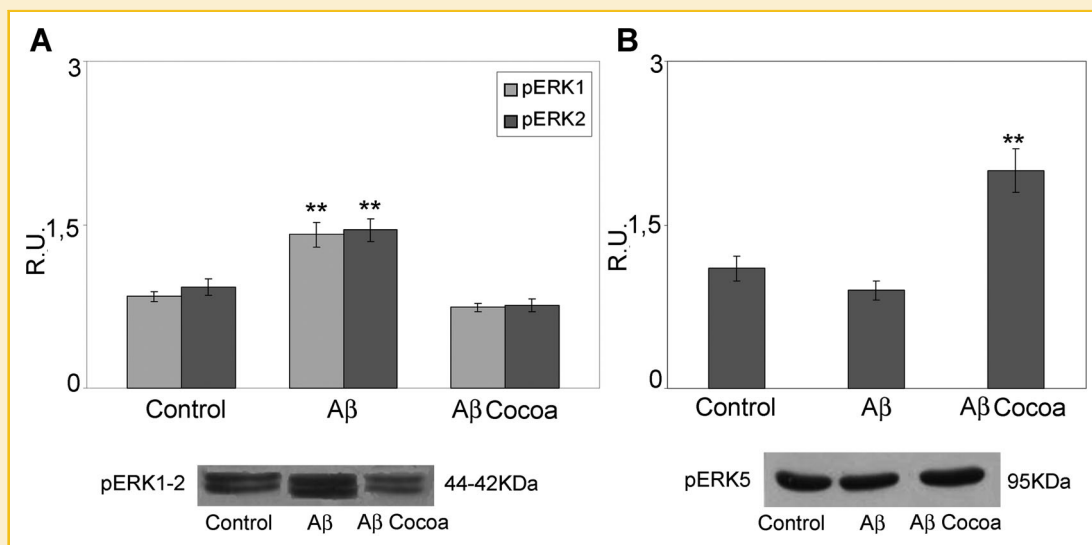 A
3
R.U.
1,5
0
pERK1
pERK2
** **
Control Aβ Aβ Cocoa
pERK1-2 44-42KDa
Control Aβ Aβ Cocoa
B
3
R.U.
1,5
0
**
Control Aβ Aβ Cocoa
pERK5 95KDa
Control Aβ Aβ Cocoa